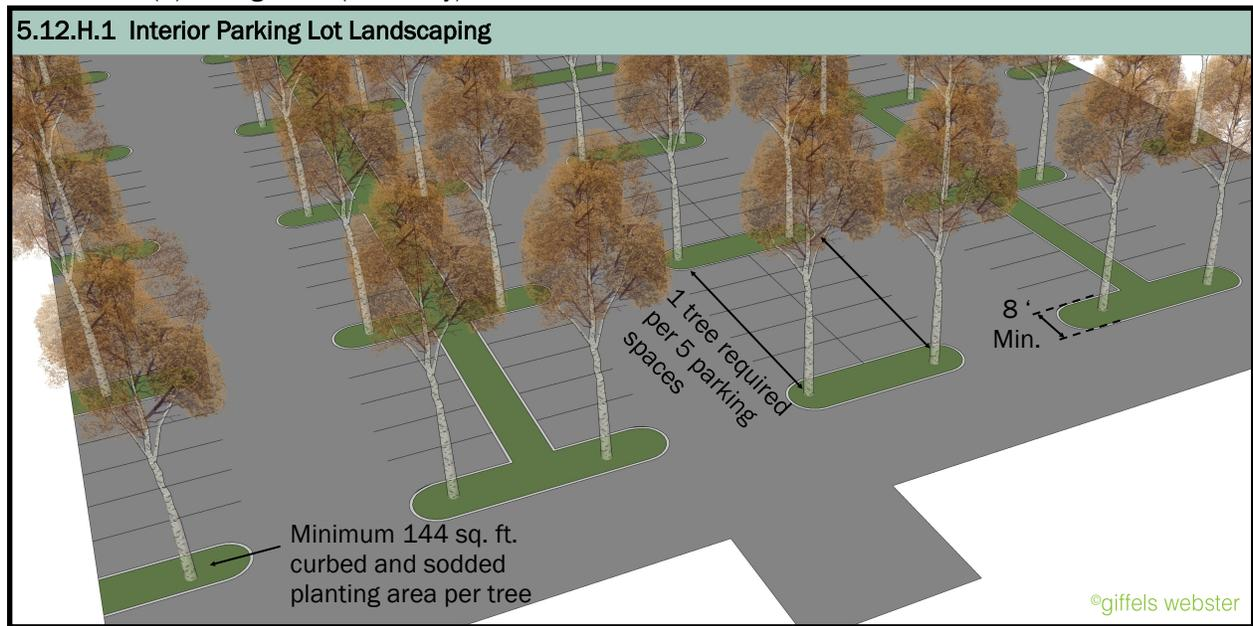 5.12.H.1 Interior Parking Lot Landscaping
1 tree required
per 5 parking
spaces
8 '
Min.
Minimum 144 sq. ft.
curbed and sodded
planting area per tree
©giffels webster